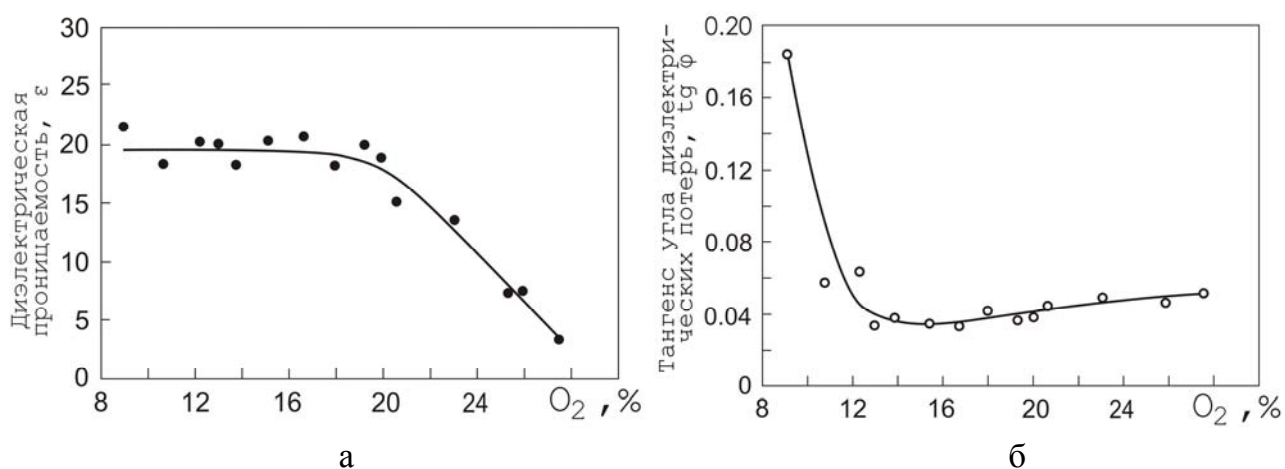 Диэлектрическая
проницаемость, ε
30
25
20
15
10
5
0
8
12
16
20
24
O₂, %
а
Тангенс угла диэлектри-
ческих потерь, tg φ
0.20
0.16
0.12
0.08
0.04
0
8
12
16
20
24
O₂, %
б